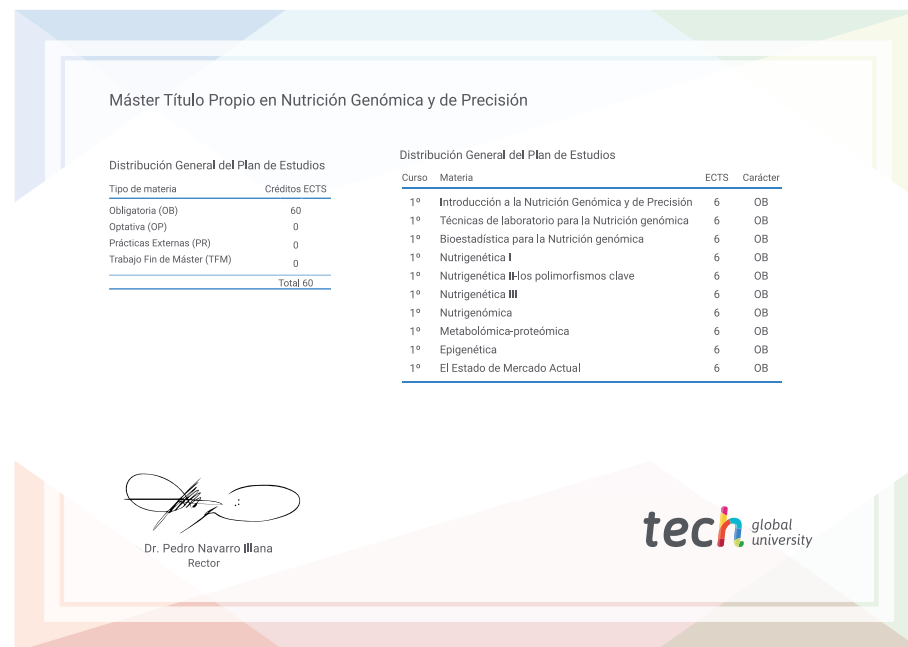 Máster Título Propio en Nutrición Genómica y de Precisión
Distribución General del Plan de Estudios
Tipo de materia Créditos ECTS
Obligatoria (OB) 60
Optativa (OP) 0
Prácticas Externas (PR) 0
Trabajo Fin de Máster (TFM) 0
Total 60
Distribución General del Plan de Estudios
Curso Materia ECTS Carácter
1º Introducción a la Nutrición Genómica y de Precisión 6 OB
1º Técnicas de laboratorio para la Nutrición genómica 6 OB
1º Bioestadística para la Nutrición genómica 6 OB
1º Nutrigenética I 6 OB
1º Nutrigenética II-los polimorfismos clave 6 OB
1º Nutrigenética III 6 OB
1º Nutrigenómica 6 OB
1º Metabolómica-proteómica 6 OB
1º Epigenética 6 OB
1º El Estado de Mercado Actual 6 OB
Dr. Pedro Navarro Illana
Rector
tech global
university